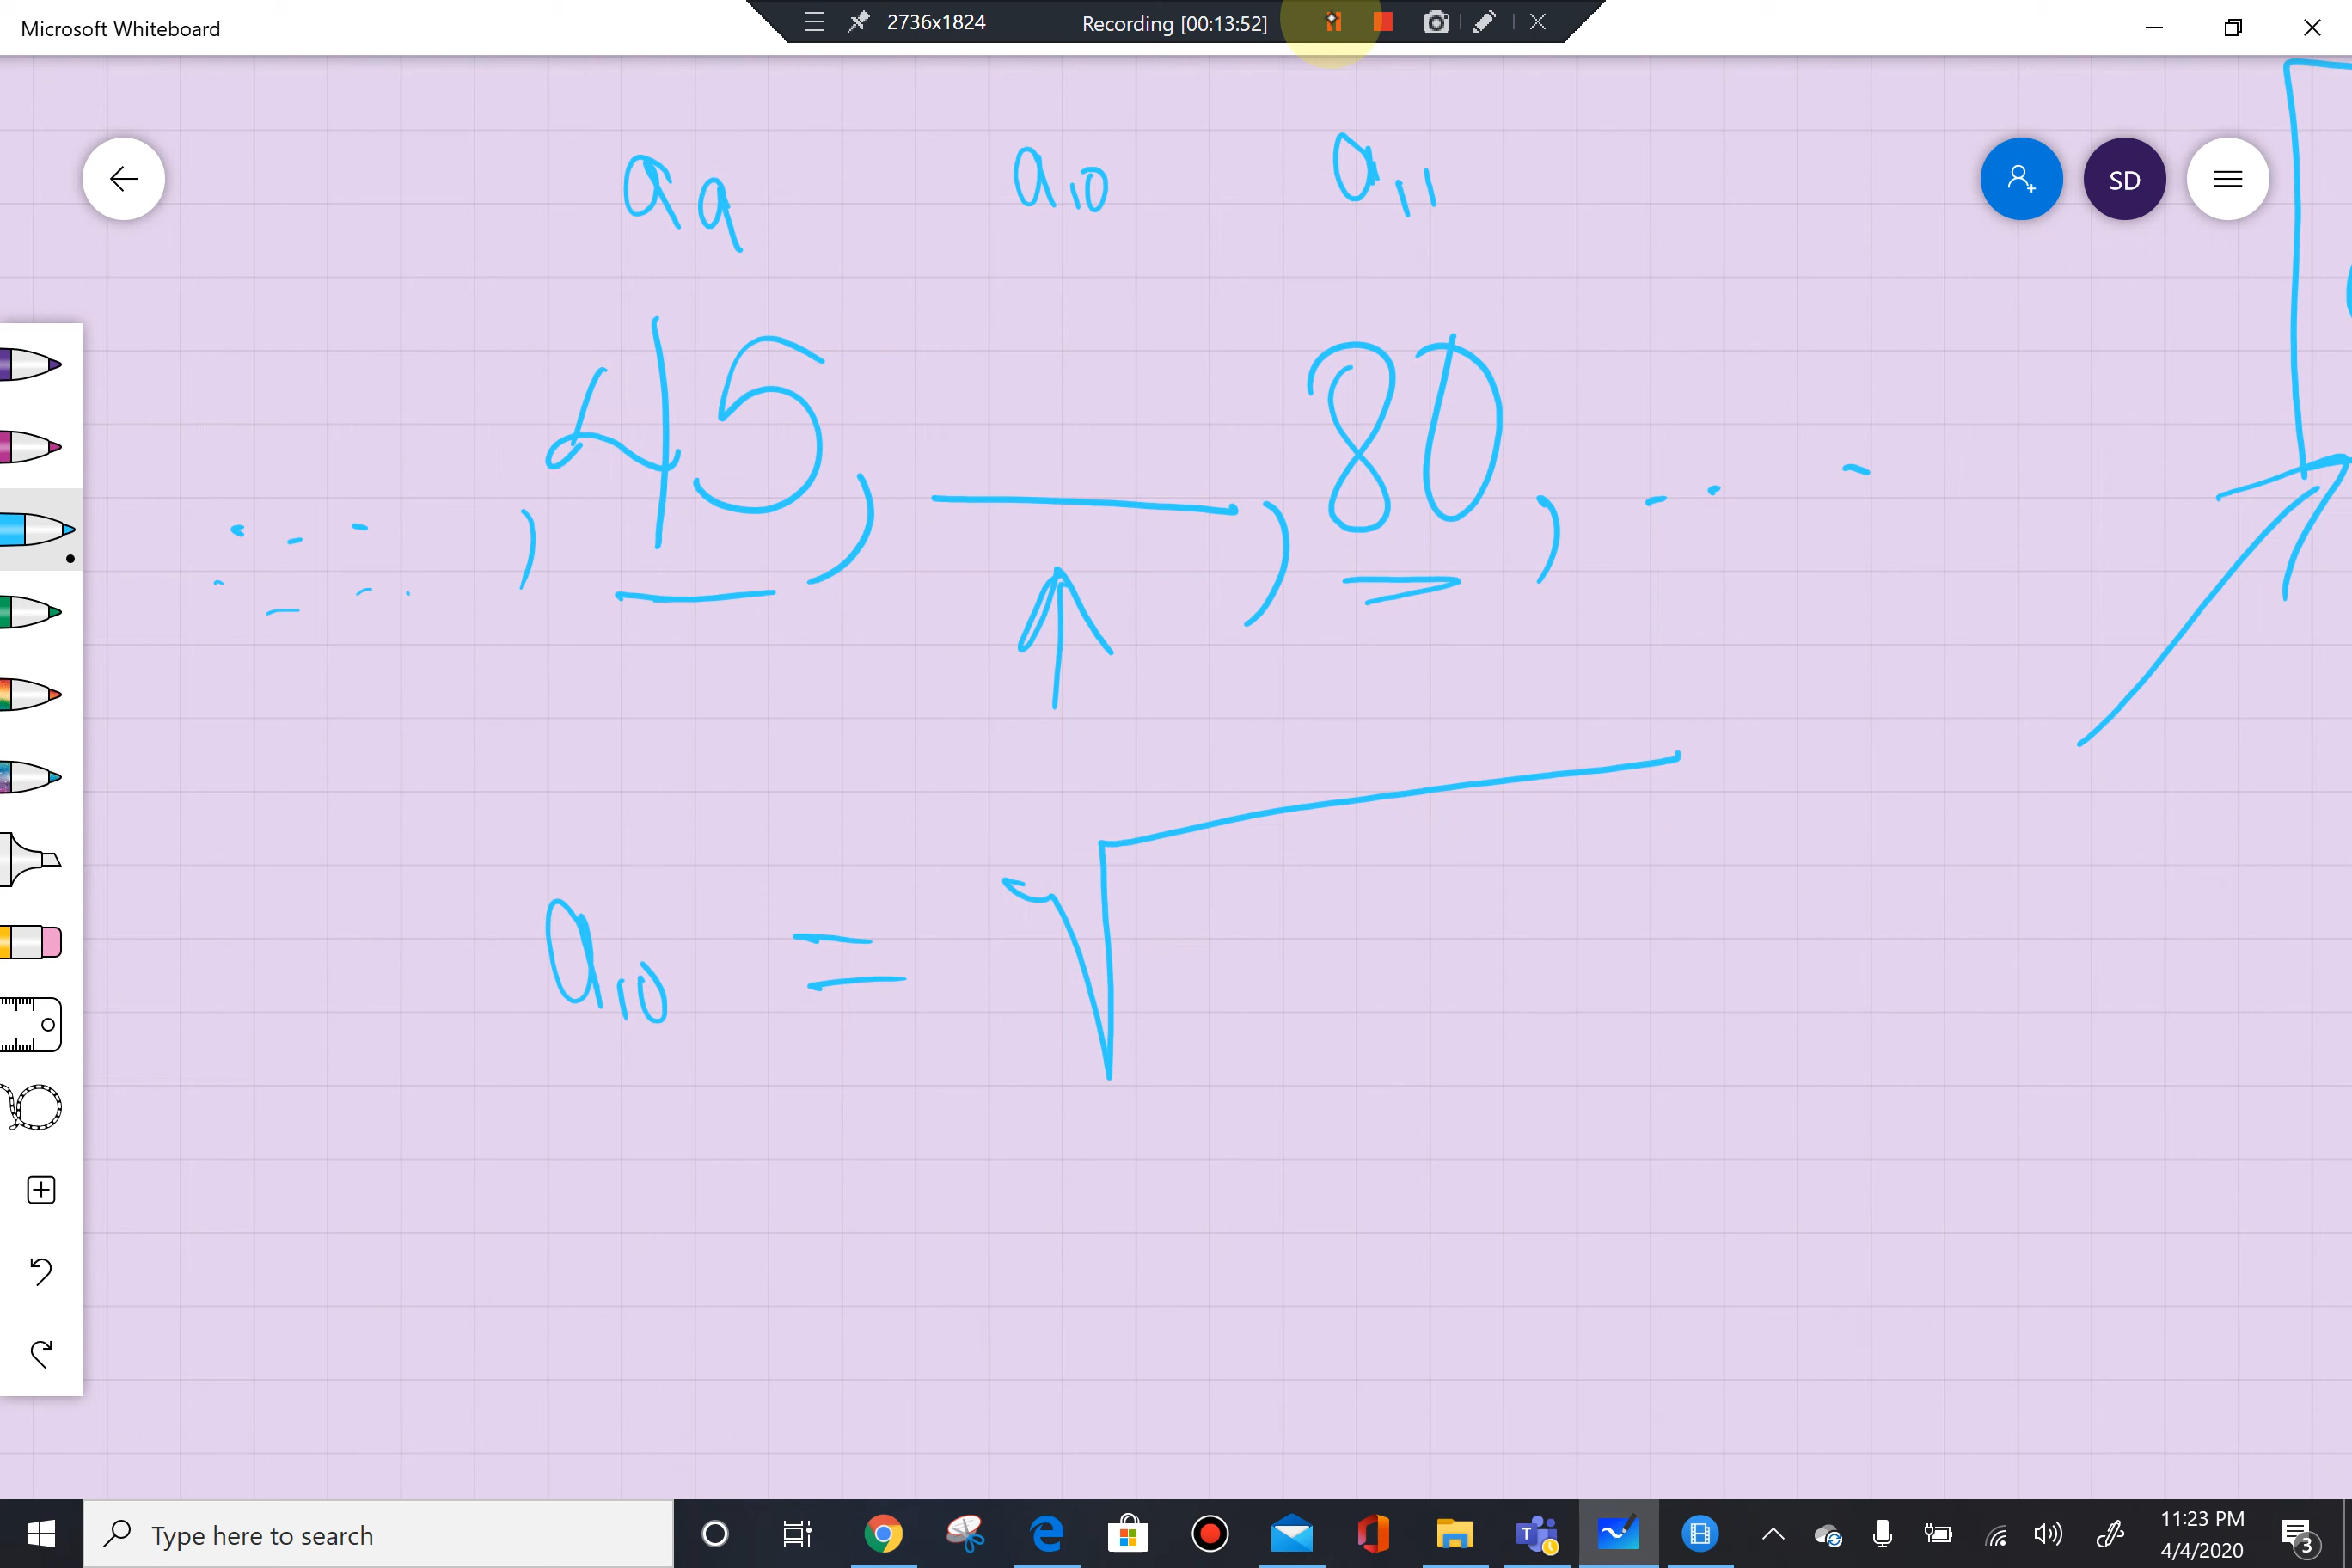 Microsoft Whiteboard
2736x1824
Recording [00:13:52]
a₉ a₁₀ a₁₁
SD
...., 45, ___, 80, ...
a₁₀ = √
Type here to search
11:23 PM
4/4/2020
3